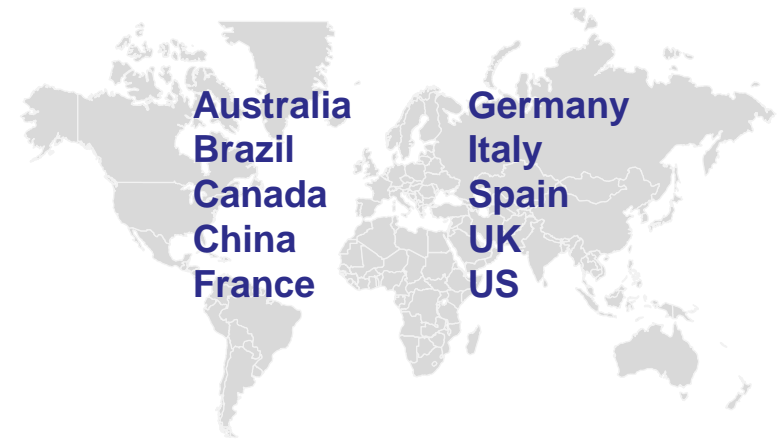 Australia
Brazil
Canada
China
France
Germany
Italy
Spain
UK
US